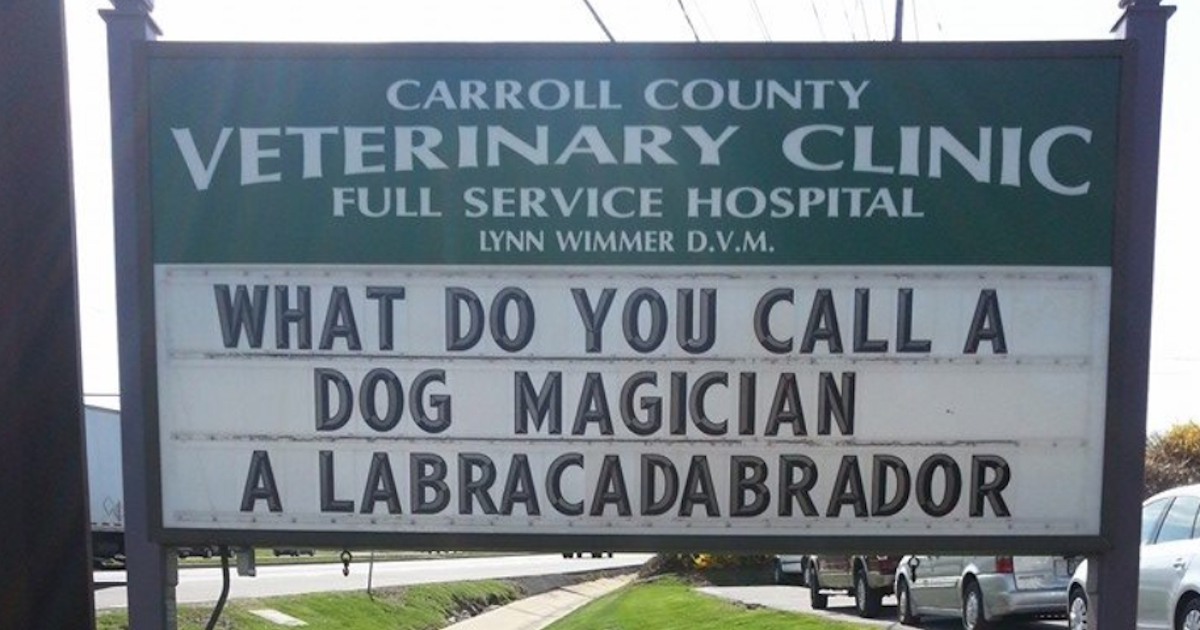 CARROLL COUNTY
VETERINARY CLINIC
FULL SERVICE HOSPITAL
LYNN WIMMER D.V.M.
WHAT DO YOU CALL A
DOG MAGICIAN
A LABRACADABRADOR